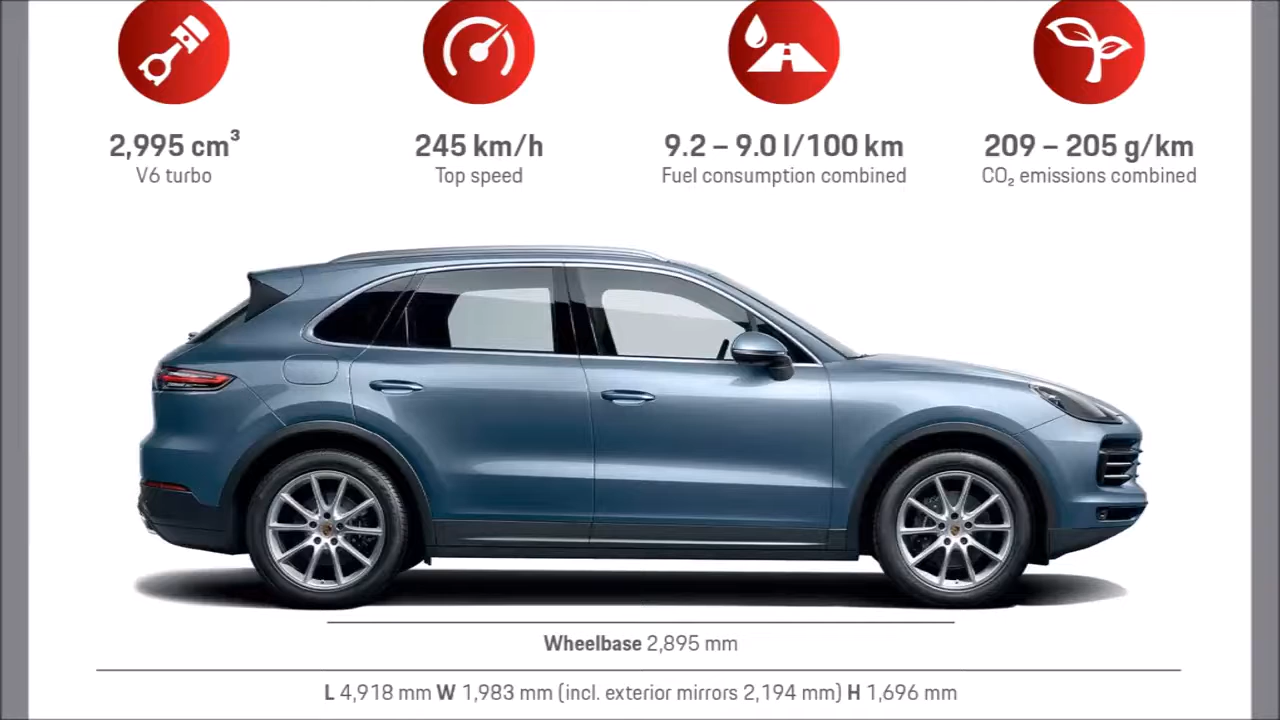 2,995 cm³
V6 turbo
245 km/h
Top speed
9.2 – 9.0 l/100 km
Fuel consumption combined
209 – 205 g/km
CO₂ emissions combined
Wheelbase 2,895 mm
L 4,918 mm W 1,983 mm (incl. exterior mirrors 2,194 mm) H 1,696 mm